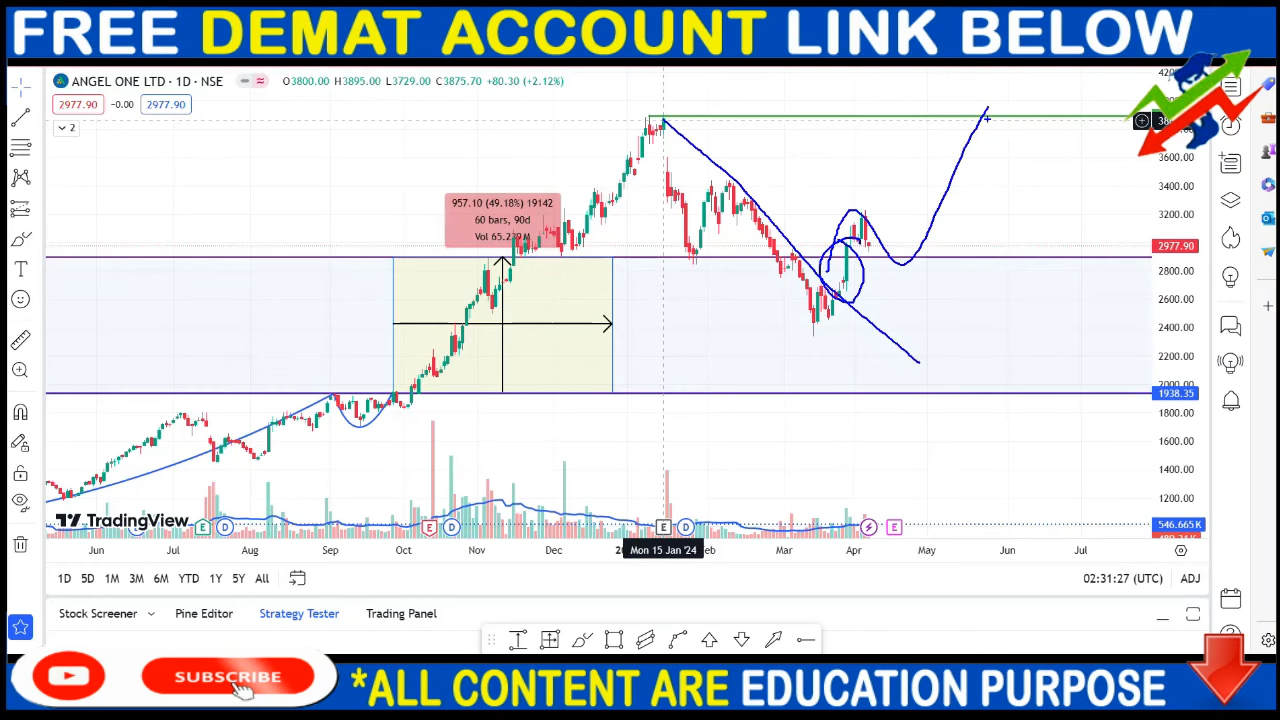 FREE DEMAT ACCOUNT LINK BELOW
ANGEL ONE LTD · 1D · NSE O3800.00 H3895.00 L3729.00 C3875.70 +80.30 (+2.12%)
2977.90 −0.00 2977.90
2
3600.00
3400.00
3200.00
2977.90
2800.00
2600.00
2400.00
2200.00
2000.00
1938.35
1800.00
1600.00
1400.00
1200.00
546.665K
957.10 (49.18%) 19142
60 bars, 90d
TradingView
E D E D E D E
Jun Jul Aug Sep Oct Nov Dec Mon 15 Jan '24 Mar Apr May Jun Jul
1D 5D 1M 3M 6M YTD 1Y 5Y All 02:31:27 (UTC) ADJ
Stock Screener Pine Editor Strategy Tester Trading Panel
SUBSCRIBE
*ALL CONTENT ARE EDUCATION PURPOSE